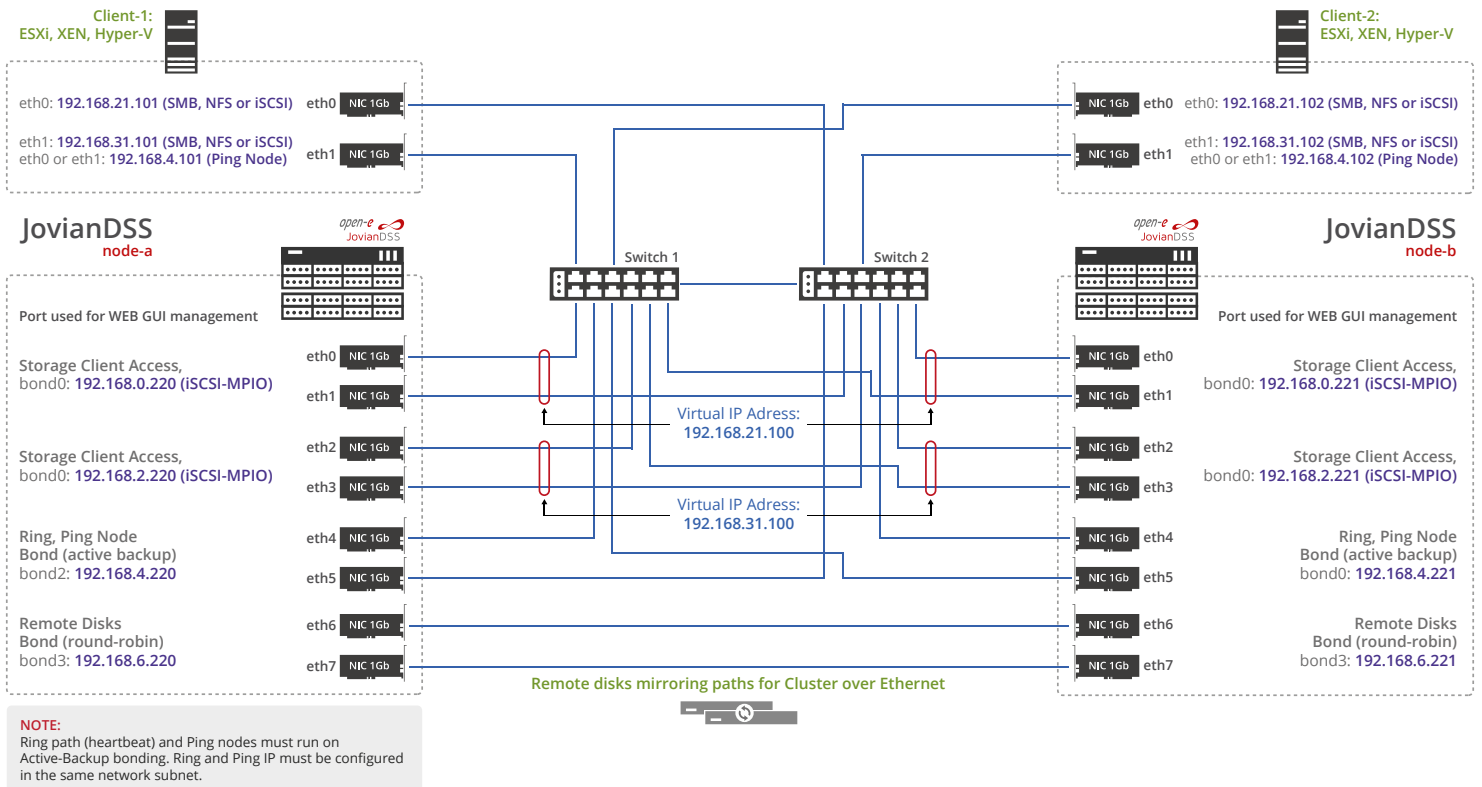 Client-1:
ESXi, XEN, Hyper-V
eth0: 192.168.21.101 (SMB, NFS or iSCSI)
eth0
NIC 1Gb
eth1: 192.168.31.101 (SMB, NFS or iSCSI)
eth0 or eth1: 192.168.4.101 (Ping Node)
eth1
NIC 1Gb
Client-2:
ESXi, XEN, Hyper-V
NIC 1Gb
eth0
eth0: 192.168.21.102 (SMB, NFS or iSCSI)
NIC 1Gb
eth1
eth1: 192.168.31.102 (SMB, NFS or iSCSI)
eth0 or eth1: 192.168.4.102 (Ping Node)
JovianDSS
node-a
open-e
JovianDSS
Port used for WEB GUI management
Storage Client Access,
bond0: 192.168.0.220 (iSCSI-MPIO)
eth0
NIC 1Gb
eth1
NIC 1Gb
Storage Client Access,
bond0: 192.168.2.220 (iSCSI-MPIO)
eth2
NIC 1Gb
eth3
NIC 1Gb
Ring, Ping Node
Bond (active backup)
bond2: 192.168.4.220
eth4
NIC 1Gb
eth5
NIC 1Gb
Remote Disks
Bond (round-robin)
bond3: 192.168.6.220
eth6
NIC 1Gb
eth7
NIC 1Gb
Switch 1
Switch 2
Virtual IP Adress:
192.168.21.100
Virtual IP Adress:
192.168.31.100
Remote disks mirroring paths for Cluster over Ethernet
open-e
JovianDSS
JovianDSS
node-b
Port used for WEB GUI management
NIC 1Gb
eth0
NIC 1Gb
eth1
Storage Client Access,
bond0: 192.168.0.221 (iSCSI-MPIO)
NIC 1Gb
eth2
NIC 1Gb
eth3
Storage Client Access,
bond0: 192.168.2.221 (iSCSI-MPIO)
NIC 1Gb
eth4
NIC 1Gb
eth5
Ring, Ping Node
Bond (active backup)
bond0: 192.168.4.221
NIC 1Gb
eth6
NIC 1Gb
eth7
Remote Disks
Bond (round-robin)
bond3: 192.168.6.221
NOTE:
Ring path (heartbeat) and Ping nodes must run on
Active-Backup bonding. Ring and Ping IP must be configured
in the same network subnet.